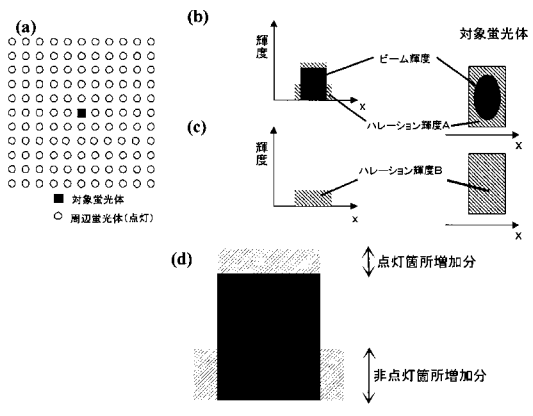 (a)
■ 対象蛍光体
○ 周辺蛍光体(点灯)
(b)
輝度
x
ビーム輝度
ハレーション輝度A
対象蛍光体
x
(c)
輝度
x
ハレーション輝度B
x
(d)
点灯箇所増加分
非点灯箇所増加分